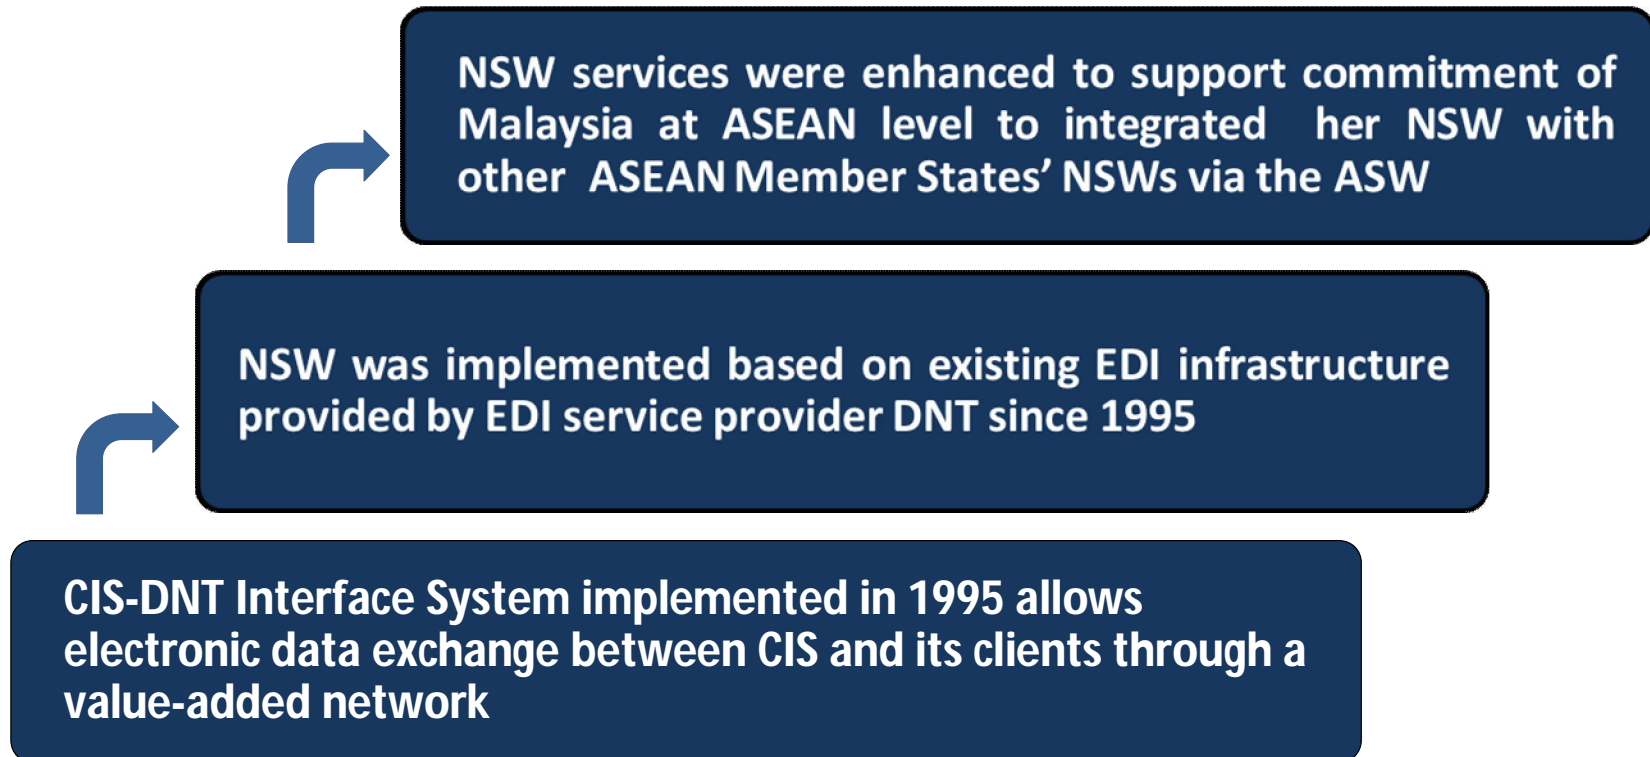 NSW services were enhanced to support commitment of
Malaysia at ASEAN level to integrated her NSW with
other ASEAN Member States’ NSWs via the ASW
NSW was implemented based on existing EDI infrastructure
provided by EDI service provider DNT since 1995
CIS-DNT Interface System implemented in 1995 allows
electronic data exchange between CIS and its clients through a
value-added network